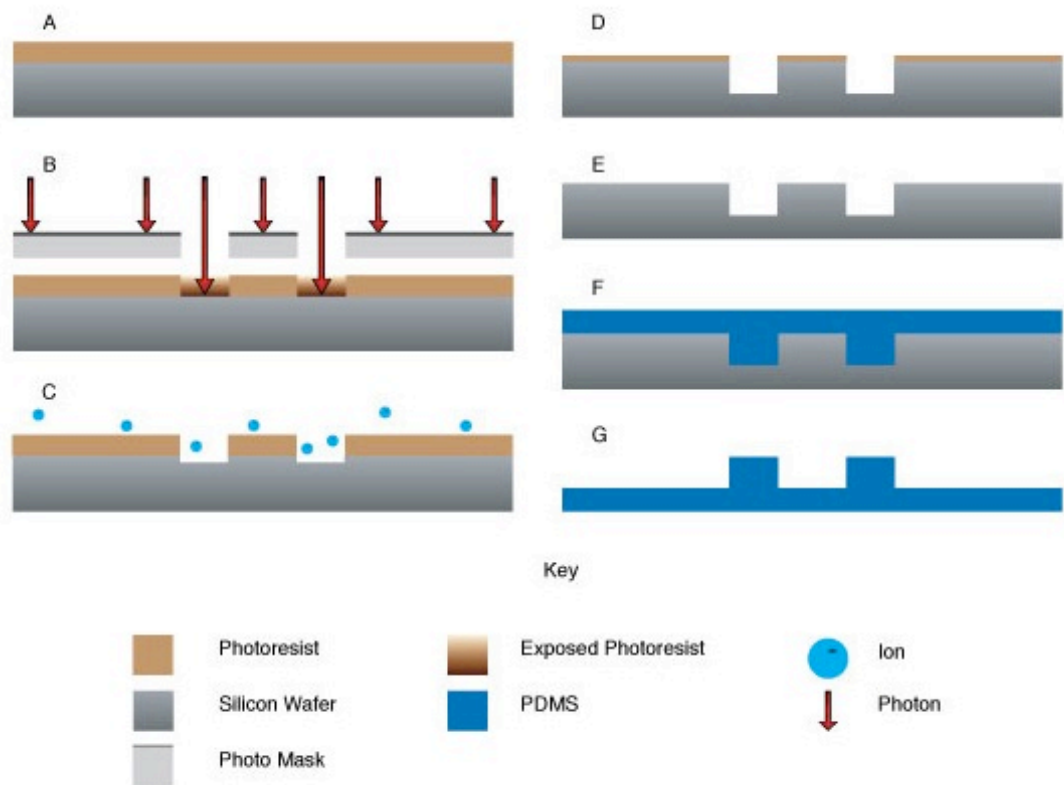 A
B
C
D
E
F
G
Key
Photoresist
Exposed Photoresist
Ion
Silicon Wafer
PDMS
Photon
Photo Mask